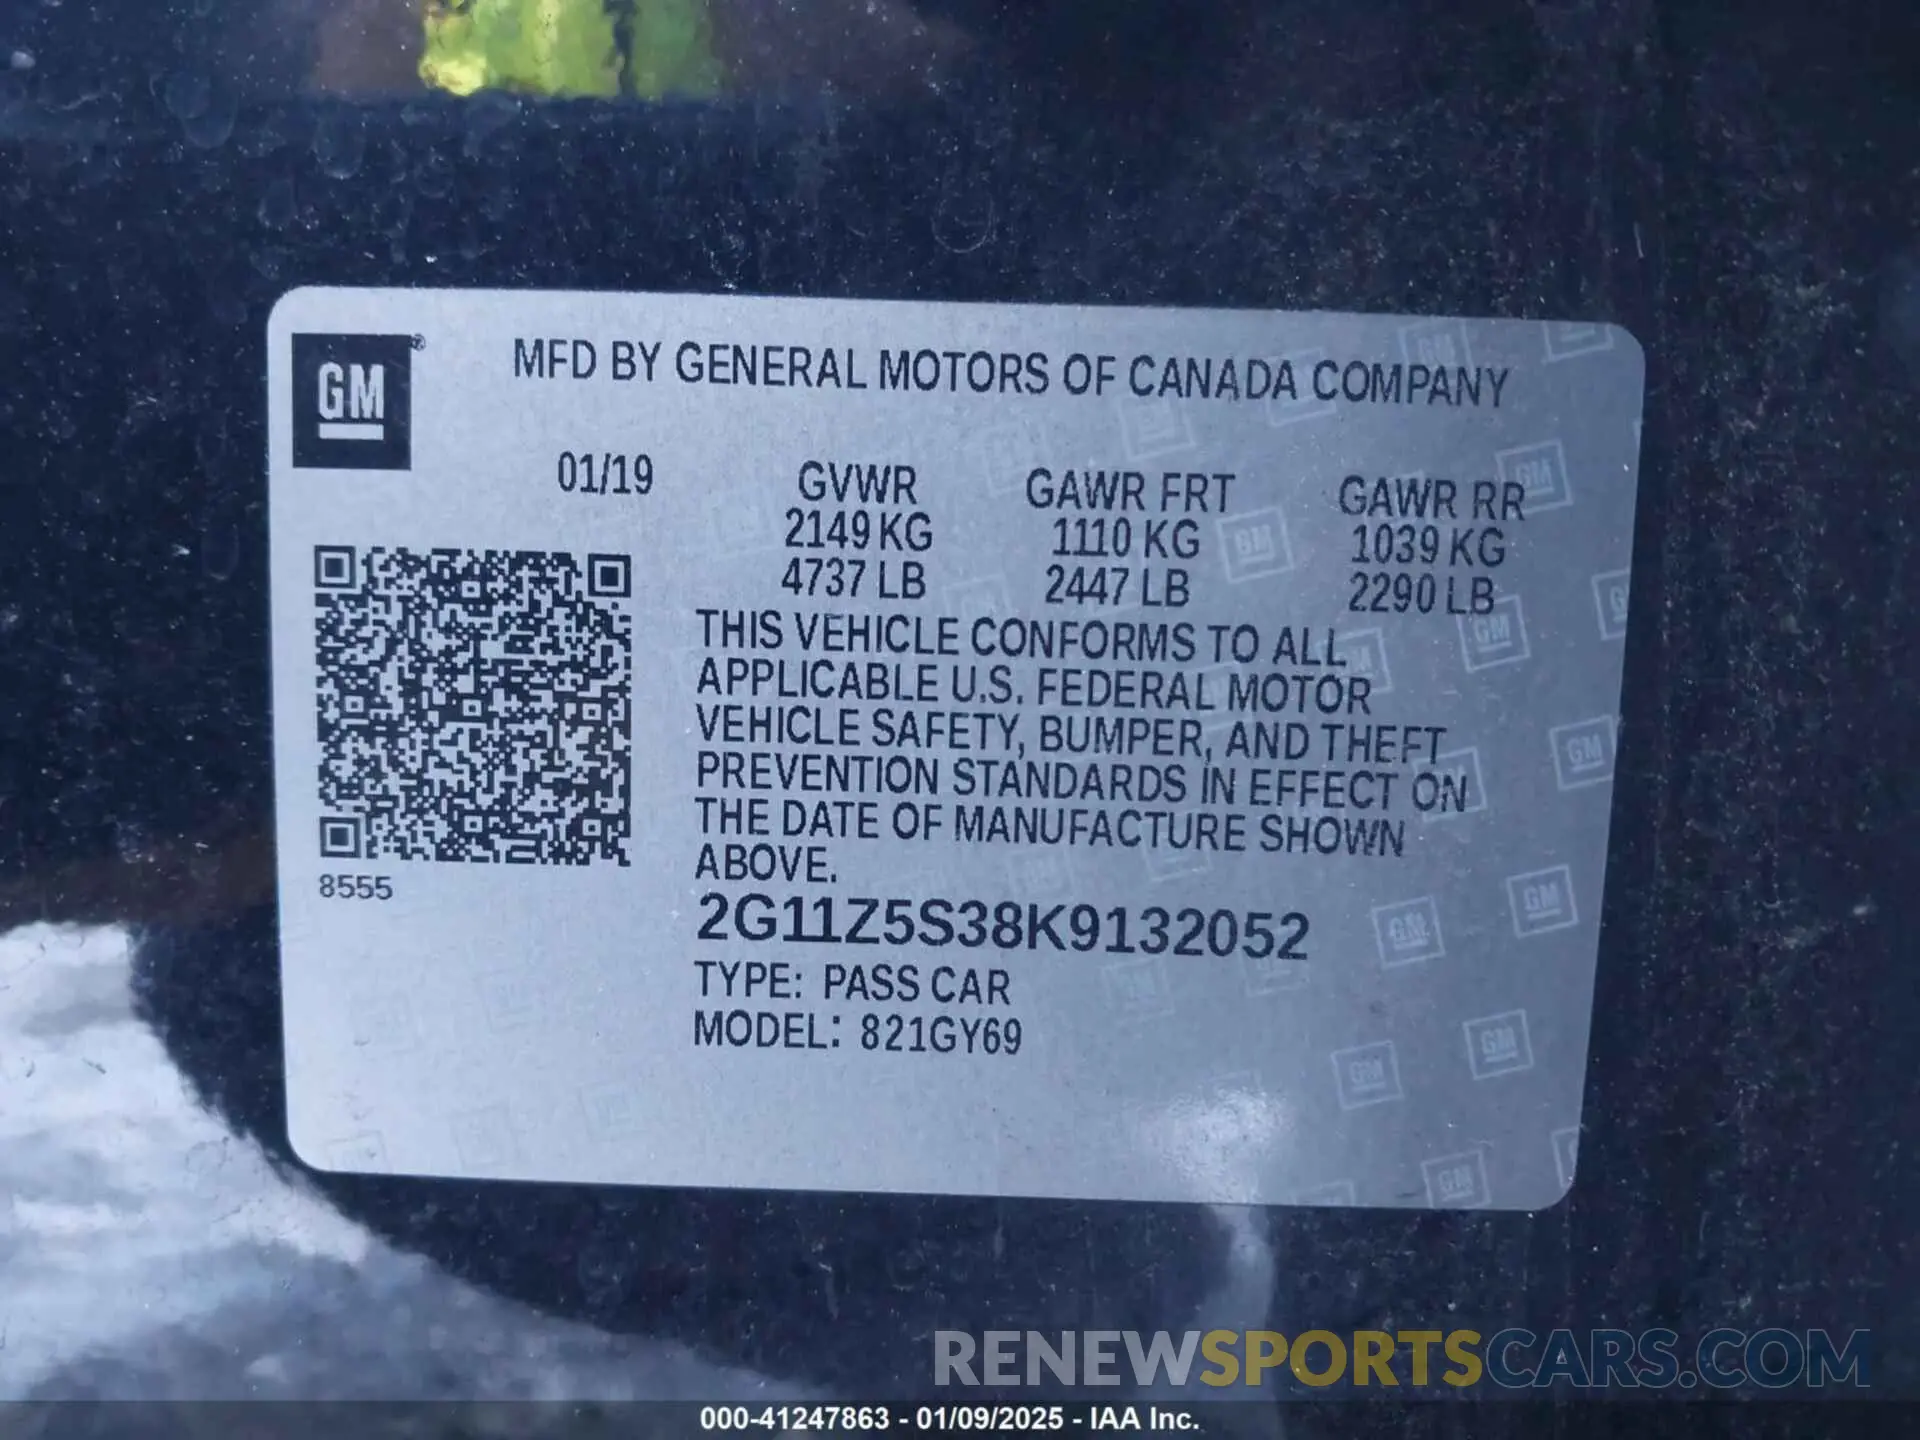 GM®
MFD BY GENERAL MOTORS OF CANADA COMPANY
01/19
GVWR
2149 KG
4737 LB
GAWR FRT
1110 KG
2447 LB
GAWR RR
1039 KG
2290 LB
THIS VEHICLE CONFORMS TO ALL
APPLICABLE U.S. FEDERAL MOTOR
VEHICLE SAFETY, BUMPER, AND THEFT
PREVENTION STANDARDS IN EFFECT ON
THE DATE OF MANUFACTURE SHOWN
ABOVE.
8555
2G11Z5S38K9132052
TYPE: PASS CAR
MODEL: 821GY69
RENEWSPORTSCARS.COM
000-41247863 - 01/09/2025 - IAA Inc.